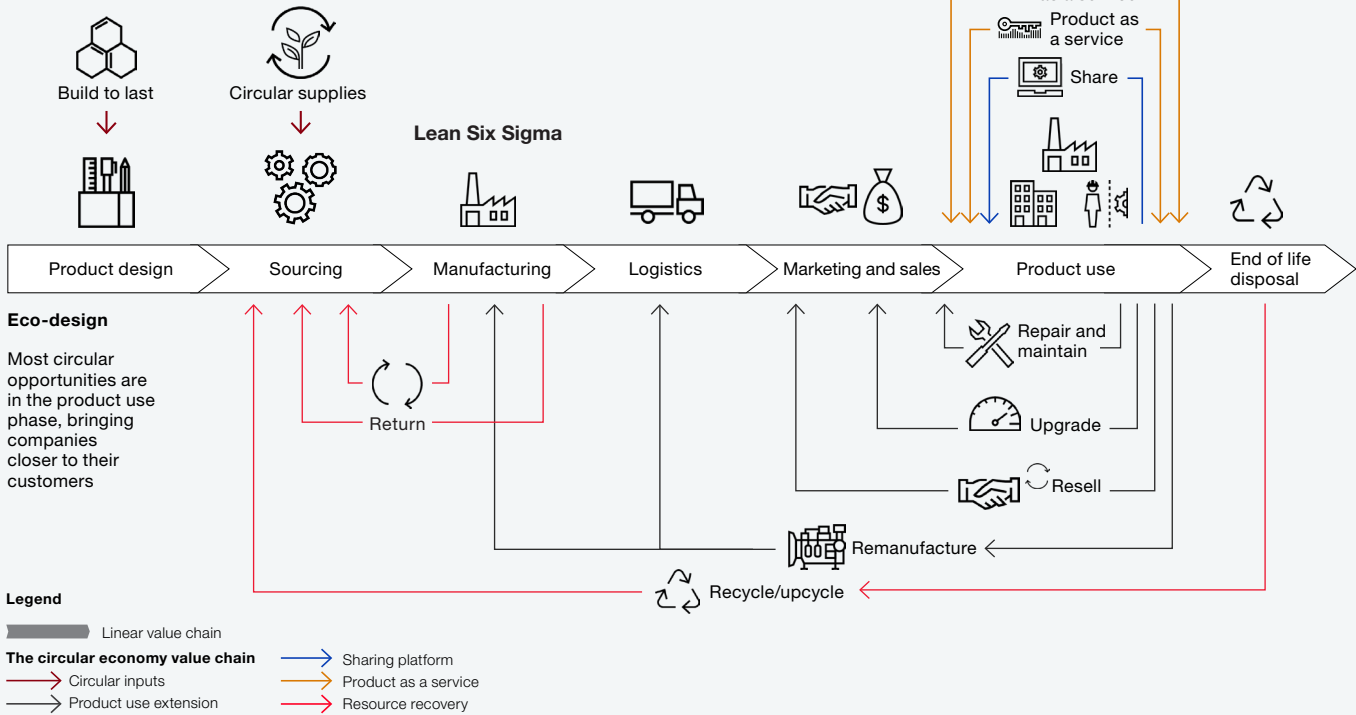 Product as
a service
Share
Build to last
Circular supplies
Lean Six Sigma
$
Product design
Sourcing
Manufacturing
Logistics
Marketing and sales
Product use
End of life
disposal
Eco-design
Most circular
opportunities are
in the product use
phase, bringing
companies
closer to their
customers
Return
Repair and
maintain
Upgrade
Resell
Remanufacture
Recycle/upcycle
Legend
Linear value chain
The circular economy value chain
Circular inputs
Product use extension
Sharing platform
Product as a service
Resource recovery